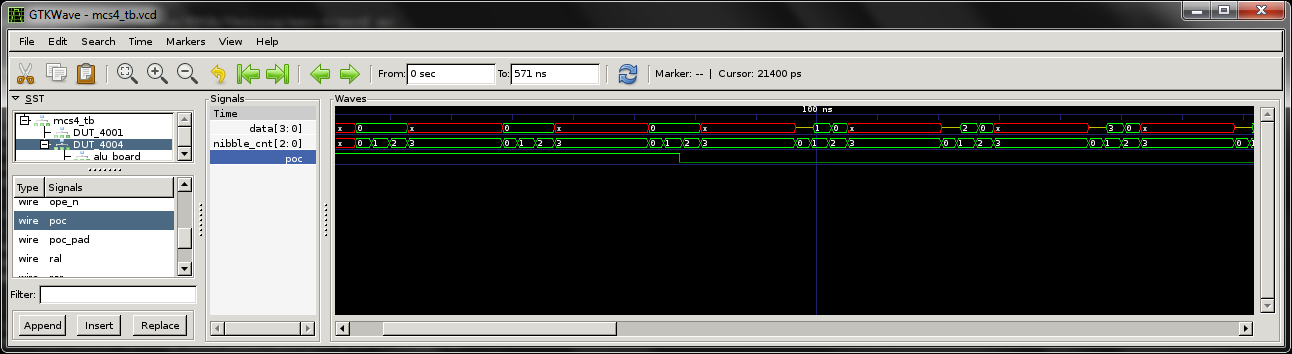 GTKWave - mcs4_tb.vcd
File Edit Search Time Markers View Help
From: 0 sec To: 571 ns Marker: -- | Cursor: 21400 ps
SST
mcs4_tb
DUT_4001
DUT_4004
alu_board
Type Signals
wire ope_n
wire poc
wire poc_pad
wire ral
wire
Filter:
Append Insert Replace
Signals
Time
data[3:0]
nibble_cnt[2:0]
poc
Waves
100 ns
x 0 x 0 x 0 x 1 0 x 2 0 x 3 0 x
x 0 1 2 3 0 1 2 3 0 1 2 3 0 1 2 3 0 1 2 3 0 1 2 3 0